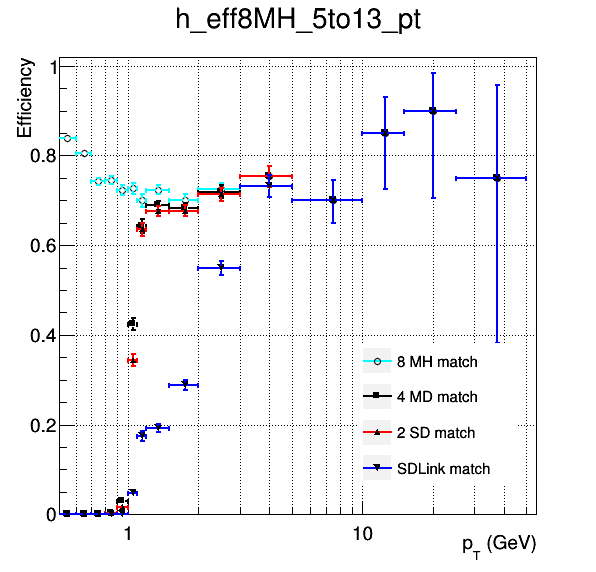 h_eff8MH_5to13_pt
Efficiency
1
0.8
0.6
0.4
0.2
0
8 MH match
4 MD match
2 SD match
SDLink match
1 10
p_T (GeV)